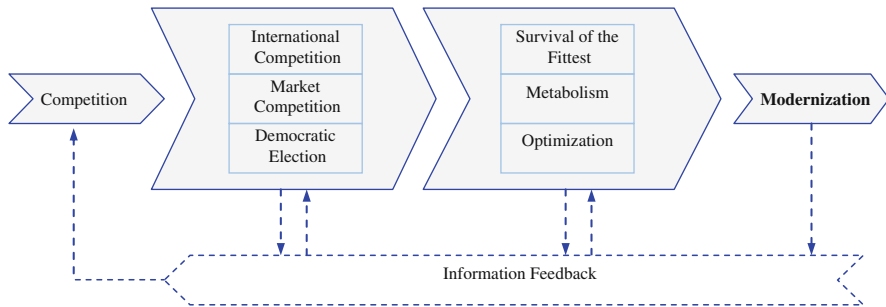 Competition
International
Competition
Market
Competition
Democratic
Election
Survival of the
Fittest
Metabolism
Optimization
Modernization
Information Feedback